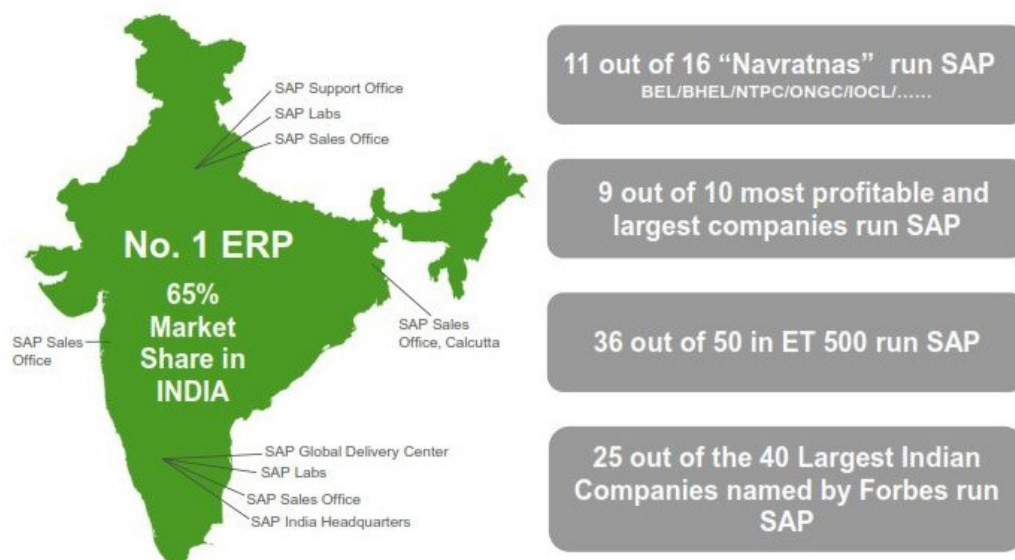 SAP Support Office
SAP Labs
SAP Sales Office
No. 1 ERP
65%
Market
Share in
INDIA
SAP Sales
Office
SAP Sales
Office, Calcutta
SAP Global Delivery Center
SAP Labs
SAP Sales Office
SAP India Headquarters
11 out of 16 “Navratnas” run SAP
BEL/BHEL/NTPC/ONGC/IOCL/……
9 out of 10 most profitable and
largest companies run SAP
36 out of 50 in ET 500 run SAP
25 out of the 40 Largest Indian
Companies named by Forbes run
SAP